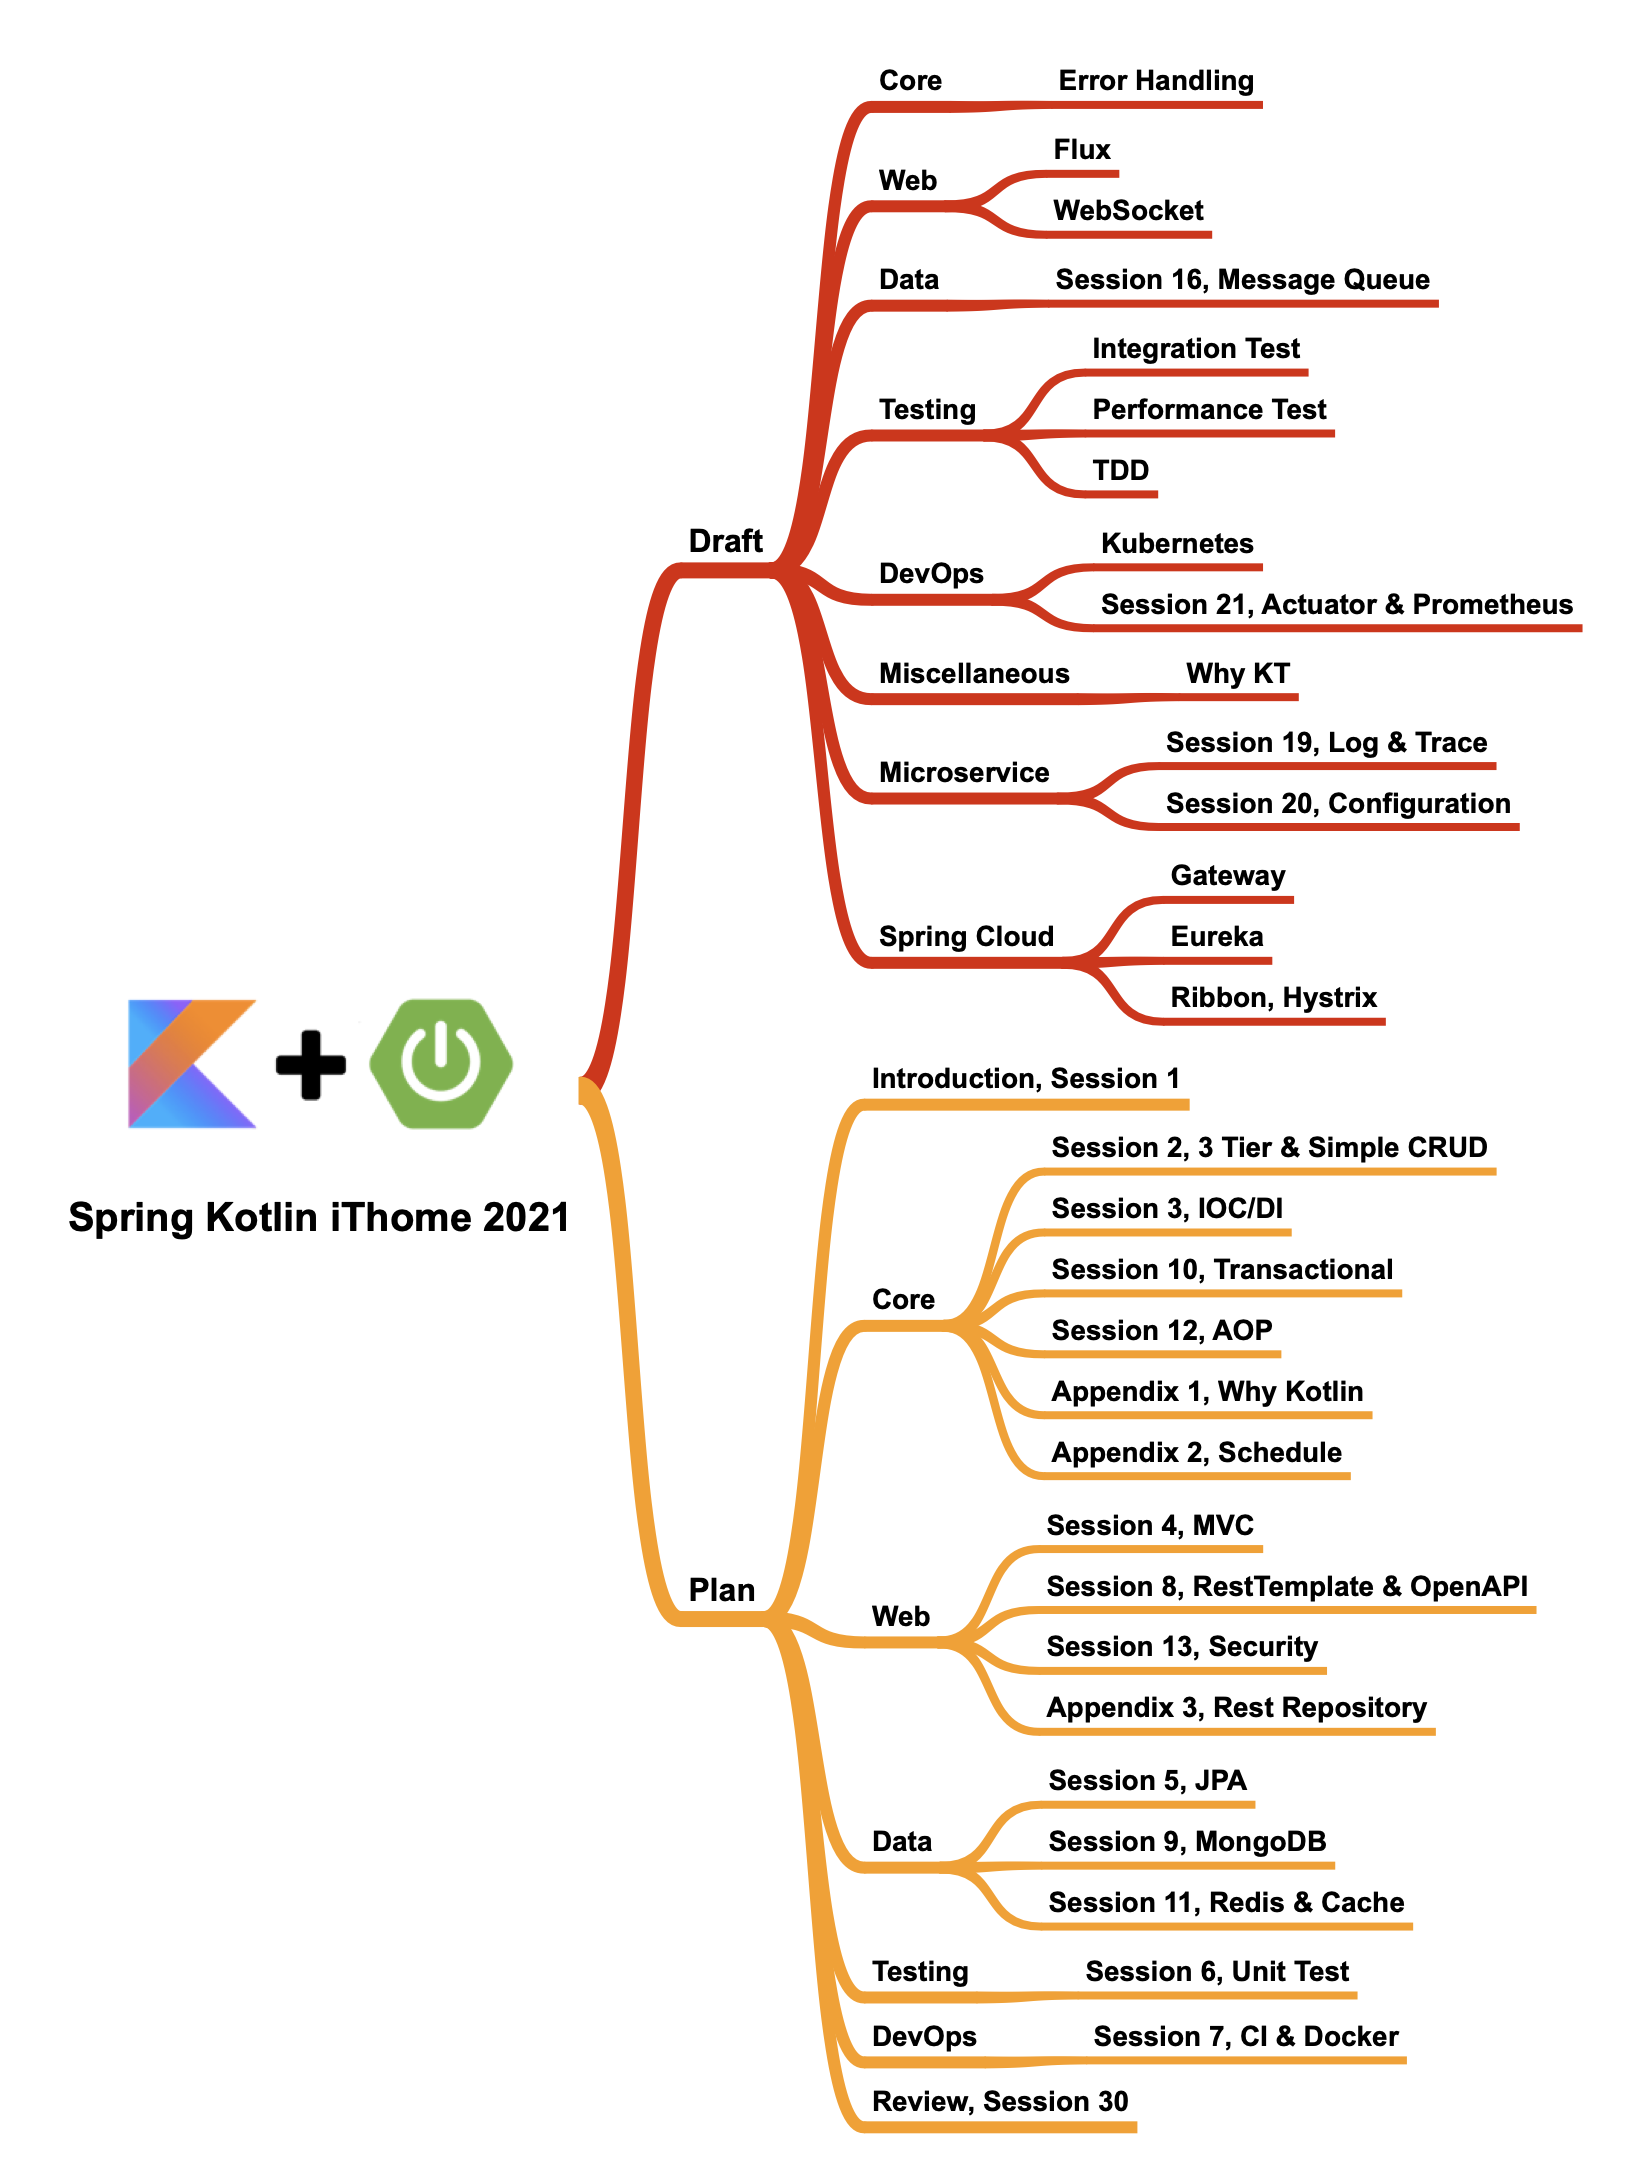 Spring Kotlin iThome 2021
Draft
Core
Error Handling
Web
Flux
WebSocket
Data
Session 16, Message Queue
Testing
Integration Test
Performance Test
TDD
DevOps
Kubernetes
Session 21, Actuator & Prometheus
Miscellaneous
Why KT
Microservice
Session 19, Log & Trace
Session 20, Configuration
Spring Cloud
Gateway
Eureka
Ribbon, Hystrix
Plan
Introduction, Session 1
Core
Session 2, 3 Tier & Simple CRUD
Session 3, IOC/DI
Session 10, Transactional
Session 12, AOP
Appendix 1, Why Kotlin
Appendix 2, Schedule
Web
Session 4, MVC
Session 8, RestTemplate & OpenAPI
Session 13, Security
Appendix 3, Rest Repository
Data
Session 5, JPA
Session 9, MongoDB
Session 11, Redis & Cache
Testing
Session 6, Unit Test
DevOps
Session 7, CI & Docker
Review, Session 30